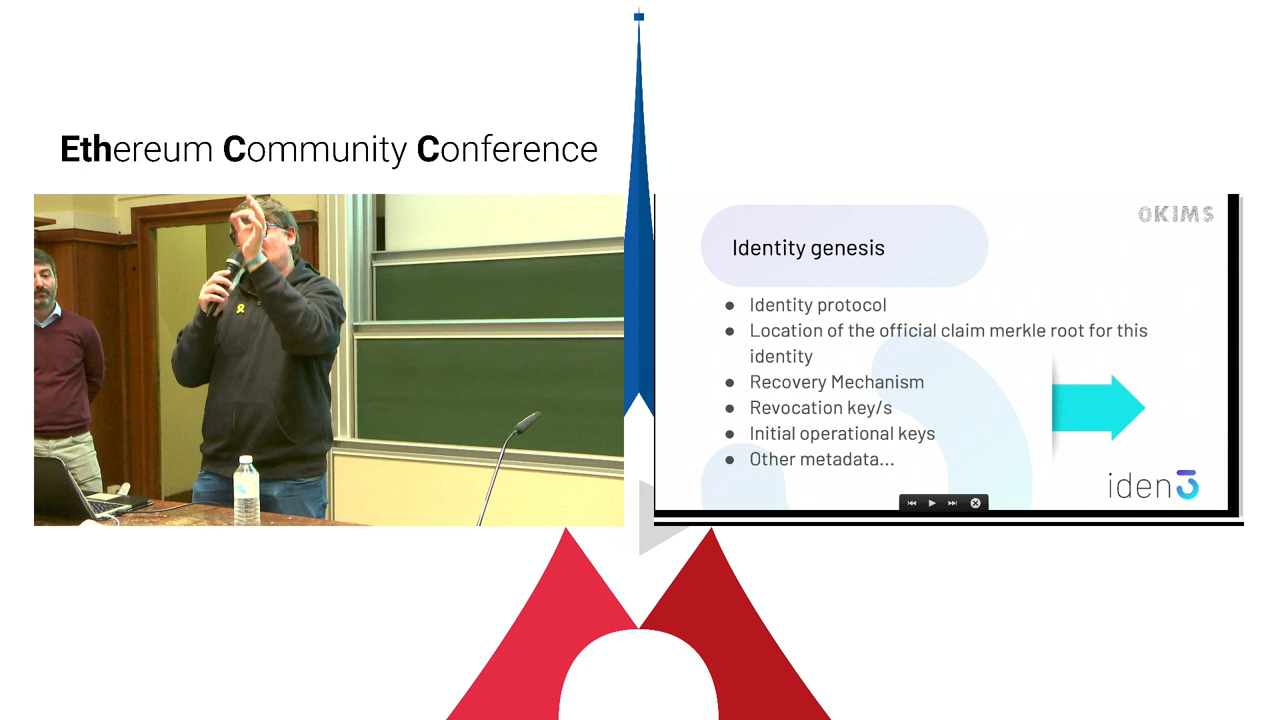 Ethereum Community Conference
OKIMS
Identity genesis
● Identity protocol
● Location of the official claim merkle root for this
identity
● Recovery Mechanism
● Revocation key/s
● Initial operational keys
● Other metadata...
iden3